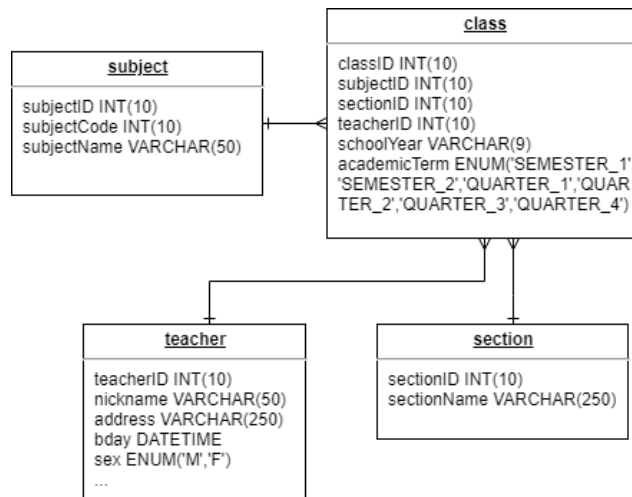 subject
subjectID INT(10)
subjectCode INT(10)
subjectName VARCHAR(50)
class
classID INT(10)
subjectID INT(10)
sectionID INT(10)
teacherID INT(10)
schoolYear VARCHAR(9)
academicTerm ENUM('SEMESTER_1'
'SEMESTER_2','QUARTER_1','QUAR
TER_2','QUARTER_3','QUARTER_4')
teacher
teacherID INT(10)
nickname VARCHAR(50)
address VARCHAR(250)
bday DATETIME
sex ENUM('M','F')
...
section
sectionID INT(10)
sectionName VARCHAR(250)